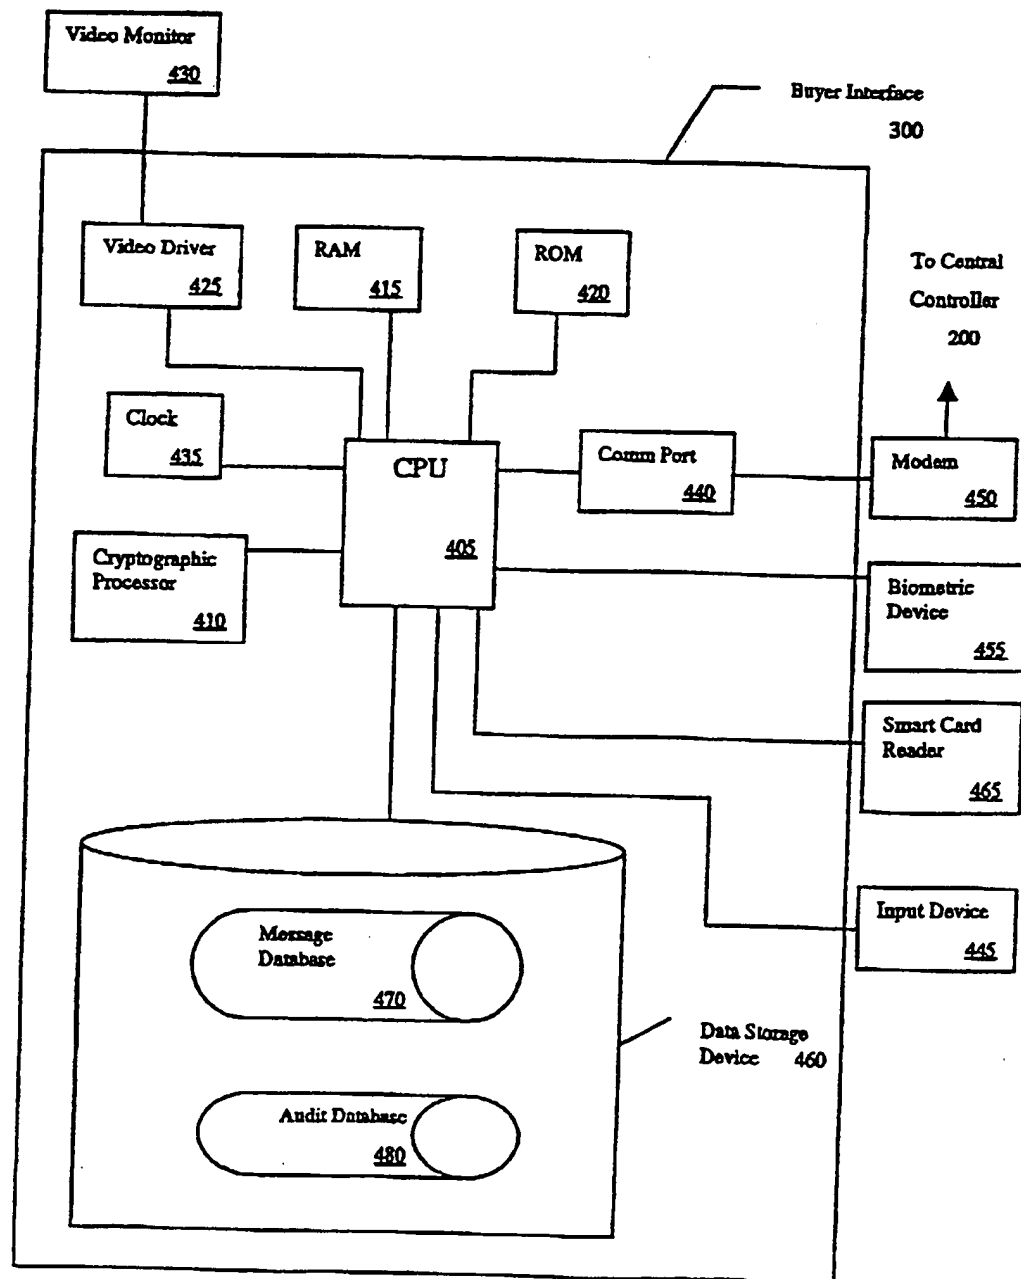 Video Monitor
430
Buyer Interface
300
Video Driver
425
RAM
415
ROM
420
To Central
Controller
200
Clock
435
CPU
405
Comm Port
440
Modem
450
Cryptographic
Processor
410
Biometric
Device
455
Smart Card
Reader
465
Input Device
445
Message
Database
470
Data Storage
Device 460
Audit Database
480